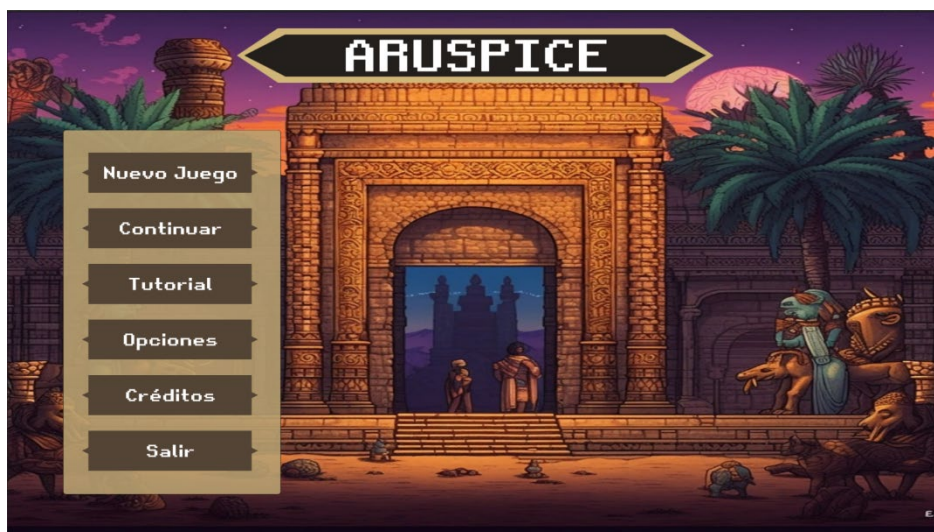 ARUSPICE
Nuevo Juego
Continuar
Tutorial
Opciones
Créditos
Salir